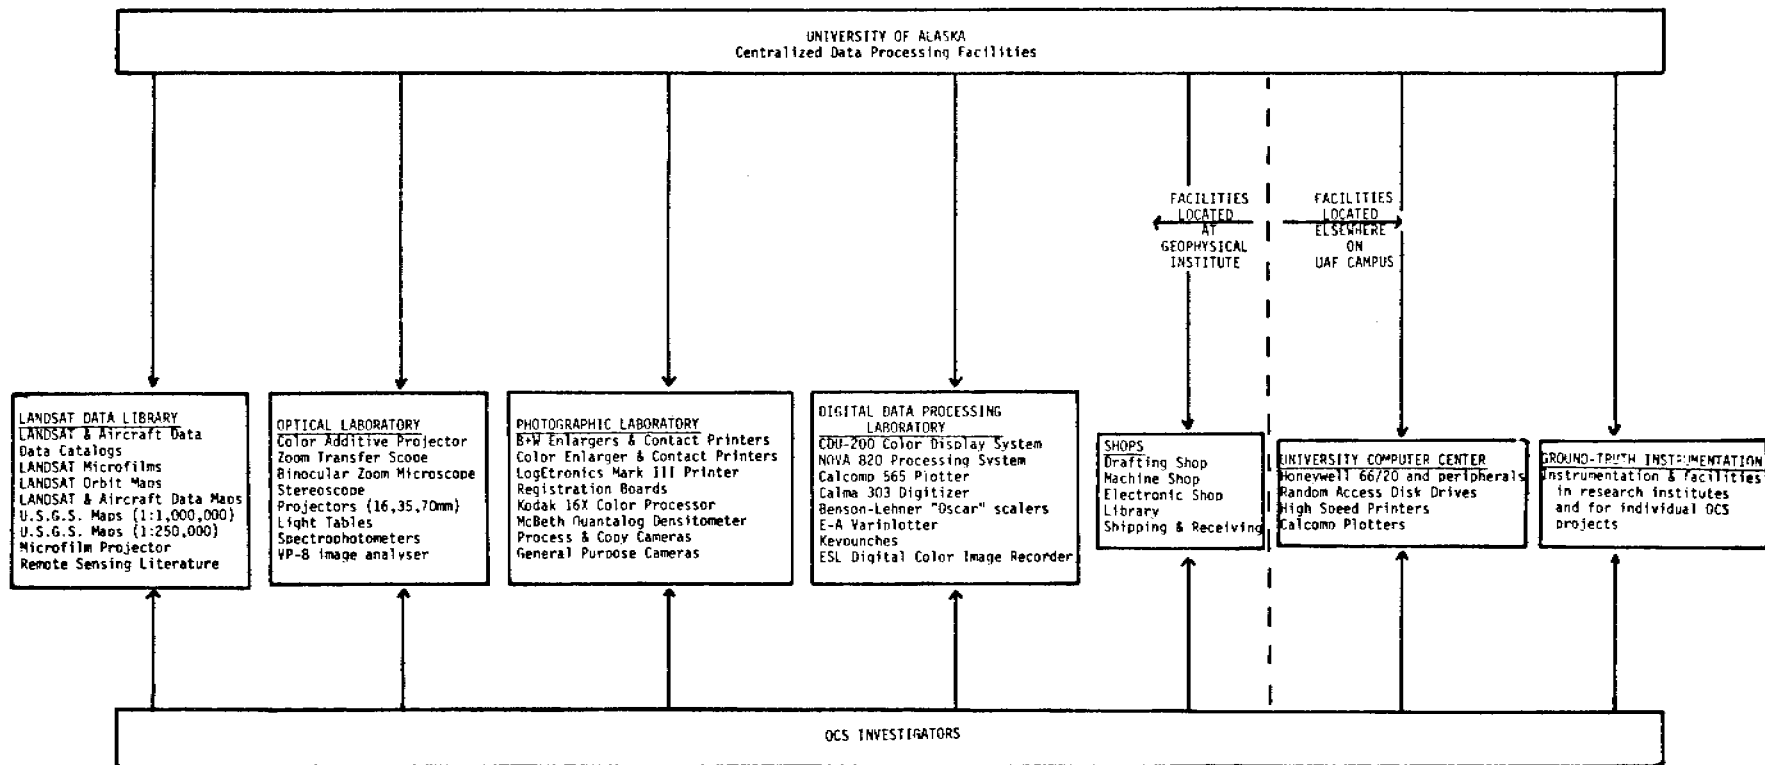 UNIVERSITY OF ALASKA
Centralized Data Processing Facilities
FACILITIES
LOCATED
AT
GEOPHYSICAL
INSTITUTE
FACILITIES
LOCATED
ELSEWHERE
ON
UAF CAMPUS
LANDSAT DATA LIBRARY
LANDSAT & Aircraft Data
Data Catalogs
LANDSAT Microfilms
LANDSAT Orbit Maps
LANDSAT & Aircraft Data Maps
U.S.G.S. Maps (1:1,000,000)
U.S.G.S. Maps (1:250,000)
Microfilm Projector
Remote Sensing Literature
OPTICAL LABORATORY
Color Additive Projector
Zoom Transfer Scope
Binocular Zoom Microscope
Stereoscope
Projectors (16,35,70mm)
Light Tables
Spectrophotometers
VP-8 image analyser
PHOTOGRAPHIC LABORATORY
B+W Enlargers & Contact Printers
Color Enlarger & Contact Printers
LogEtronics Mark III Printer
Registration Boards
Kodak 16X Color Processor
McBeth Quantalog Densitometer
Process & Copy Cameras
General Purpose Cameras
DIGITAL DATA PROCESSING
LABORATORY
CDU-200 Color Display System
NOVA 820 Processing System
Calcomp 565 Plotter
Calma 303 Digitizer
Benson-Lehner "Oscar" scalers
E-A Variplotter
Keypunches
ESL Digital Color Image Recorder
SHOPS
Drafting Shop
Machine Shop
Electronic Shop
Library
Shipping & Receiving
UNIVERSITY COMPUTER CENTER
Honeywell 66/20 and peripherals
Random Access Disk Drives
High Speed Printers
Calcomp Plotters
GROUND-TRUTH INSTRUMENTATION
Instrumentation & facilities
in research institutes
and for individual OCS
projects
OCS INVESTIGATORS